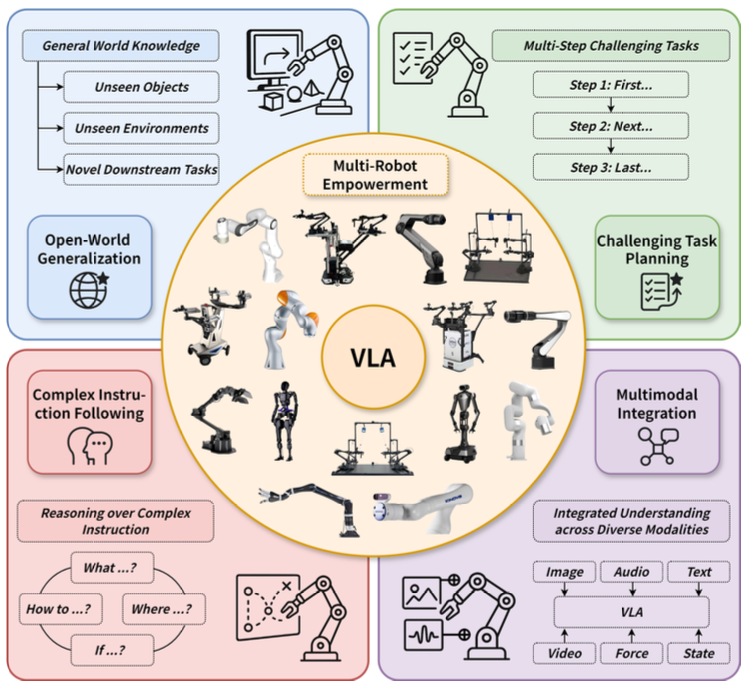 General World Knowledge
Unseen Objects
Unseen Environments
Novel Downstream Tasks
Open-World
Generalization
Multi-Step Challenging Tasks
Step 1: First...
Step 2: Next...
Step 3: Last...
Challenging Task
Planning
Multi-Robot
Empowerment
VLA
Complex Instru-
ction Following
Reasoning over Complex
Instruction
What ...?
How to ...?
Where ...?
If ...?
Multimodal
Integration
Integrated Understanding
across Diverse Modalities
Image
Audio
Text
VLA
Video
Force
State